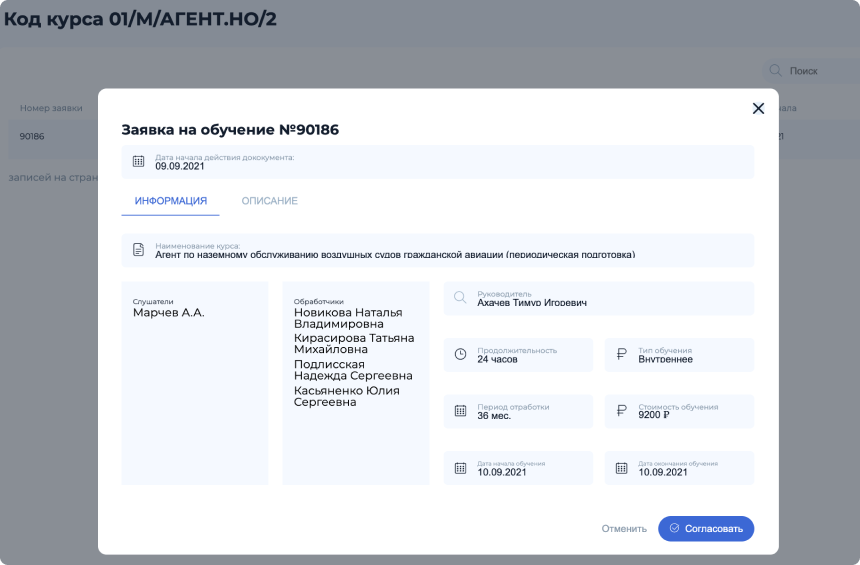 Код курса 01/М/АГЕНТ.НО/2
Поиск
Номер заявки
90186
записей на стран
Заявка на обучение №90186
Дата начала действия дококумента:
09.09.2021
ИНФОРМАЦИЯ
ОПИСАНИЕ
Наименование курса:
Агент по наземному обслуживанию воздушных судов гражданской авиации (периодическая подготовка)
Слушатели
Марчев А.А.
Обработчики
Новикова Наталья
Владимировна
Кирасирова Татьяна
Михайловна
Подлисская
Надежда Сергеевна
Касьяненко Юлия
Сергеевна
Руководитель
Ахачев Тимур Игоревич
Продолжительность
24 часов
Тип обучения
Внутреннее
Период отработки
36 мес.
Стоимость обучения
9200 ₽
Дата начала обучения
10.09.2021
Дата окончания обучения
10.09.2021
Отменить
Согласовать